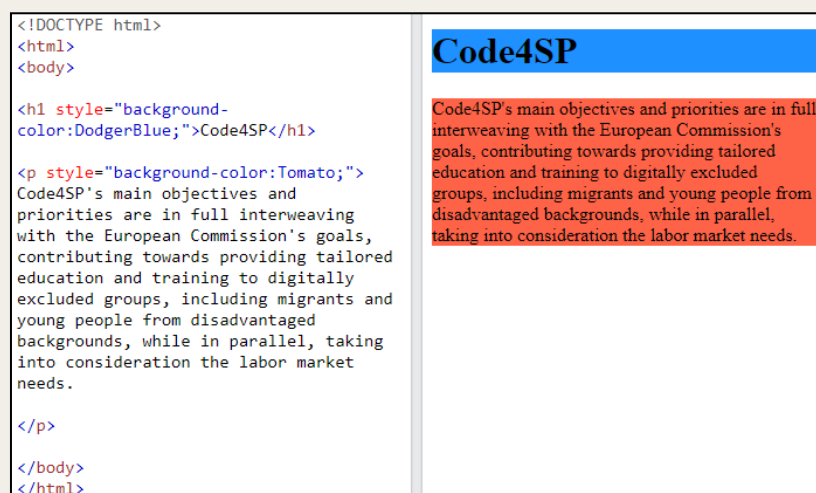 <!DOCTYPE html>
<html>
<body>
<h1 style="background-
color:DodgerBlue;">Code4SP</h1>
<p style="background-color:Tomato;">
Code4SP's main objectives and
priorities are in full interweaving
with the European Commission's goals,
contributing towards providing tailored
education and training to digitally
excluded groups, including migrants and
young people from disadvantaged
backgrounds, while in parallel, taking
into consideration the labor market
needs.
</p>
</body>
</html>
Code4SP
Code4SP's main objectives and priorities are in full
interweaving with the European Commission's
goals, contributing towards providing tailored
education and training to digitally excluded
groups, including migrants and young people from
disadvantaged backgrounds, while in parallel,
taking into consideration the labor market needs.